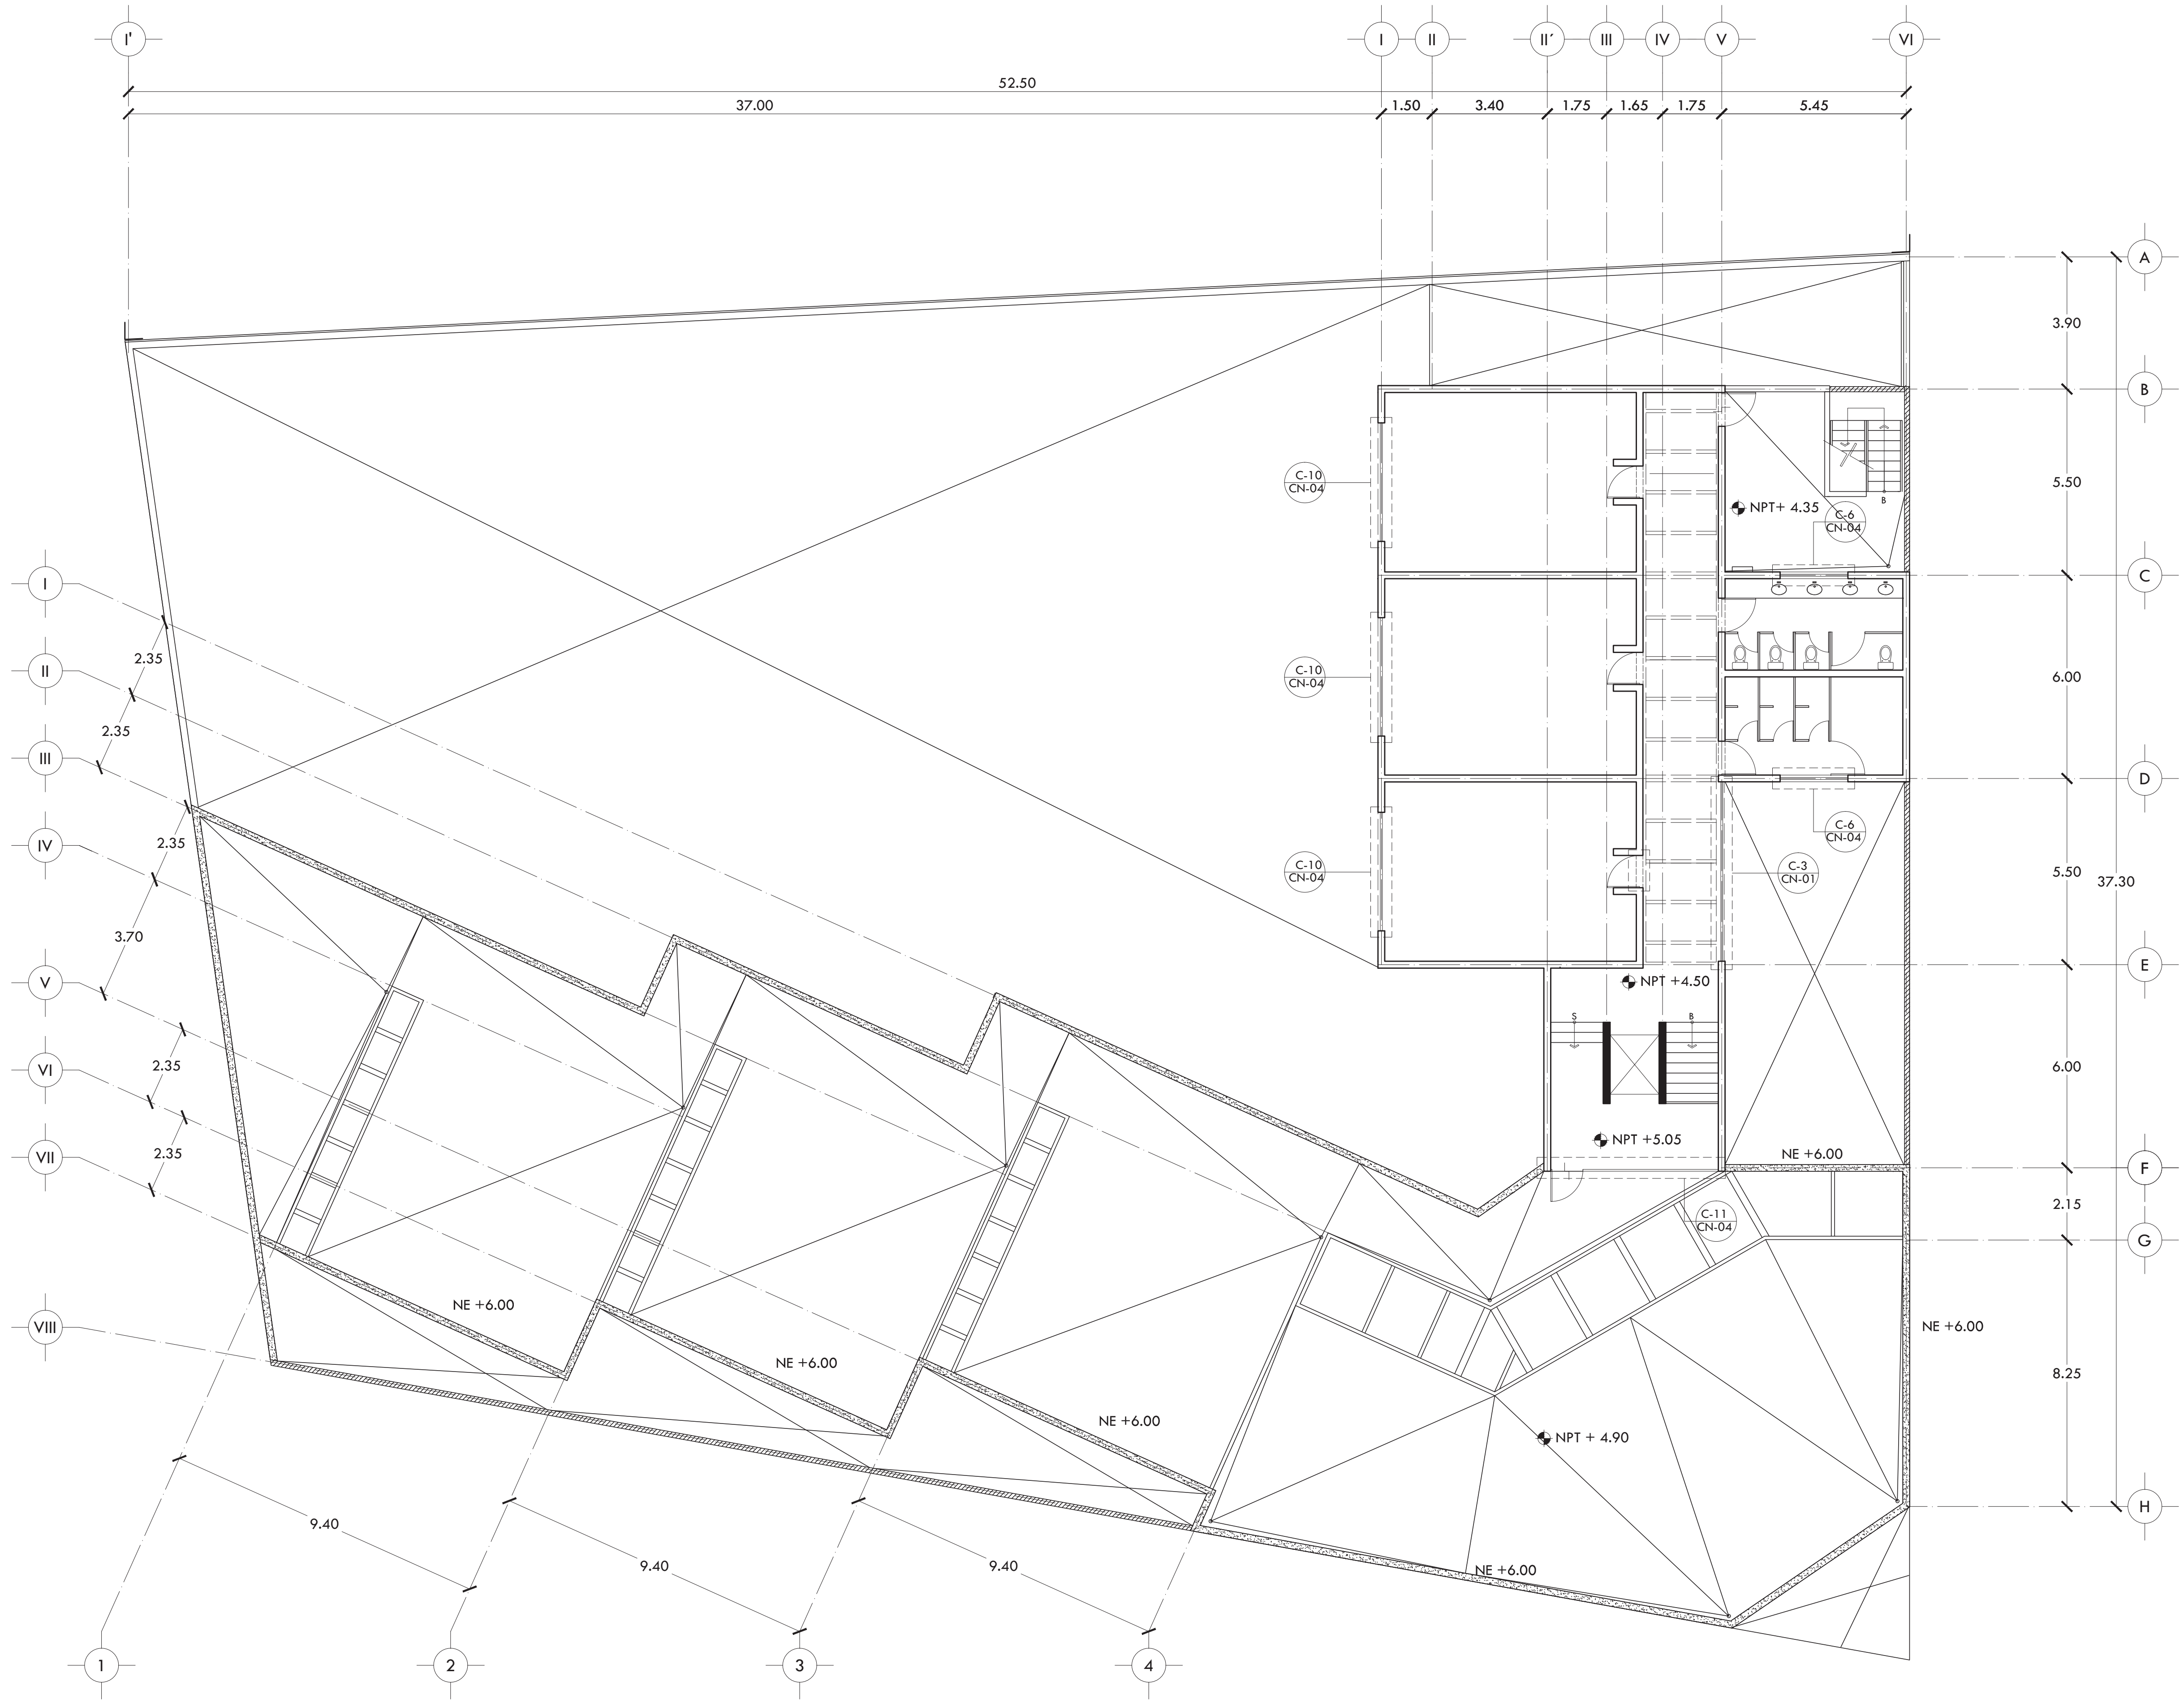 I' I II II´ III IV V VI
52.50
37.00 1.50 3.40 1.75 1.65 1.75 5.45
A
3.90
B
C-10
CN-04
5.50
B
NPT+ 4.35
C-6
CN-04
I
C
2.35
II
C-10
CN-04
6.00
2.35
III
D
IV
2.35
C-6
CN-04
C-10
CN-04
C-3
CN-01
5.50
37.30
3.70
V
E
NPT +4.50
S B
VI
2.35
6.00
NPT +5.05
VII
2.35
NE +6.00
F
C-11
CN-04
2.15
G
NE +6.00
VIII
NE +6.00
NE +6.00
8.25
NE +6.00
NPT + 4.90
H
9.40
9.40
9.40
NE +6.00
1 2 3 4